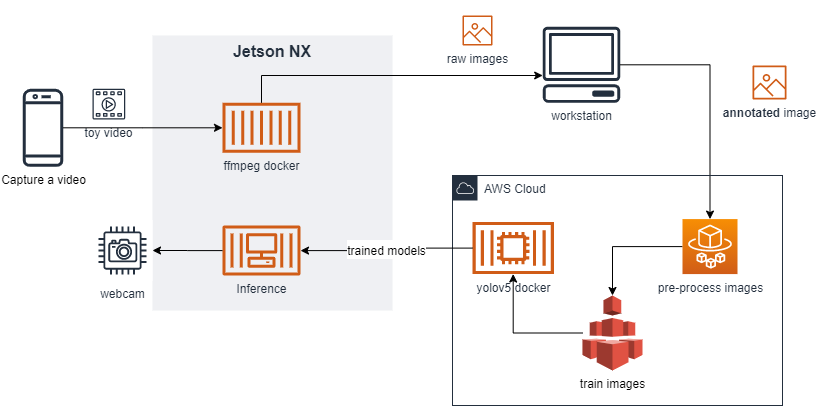 Jetson NX
raw images
workstation
annotated image
toy video
ffmpeg docker
Capture a video
AWS Cloud
trained models
webcam
Inference
yolov5 docker
pre-process images
train images